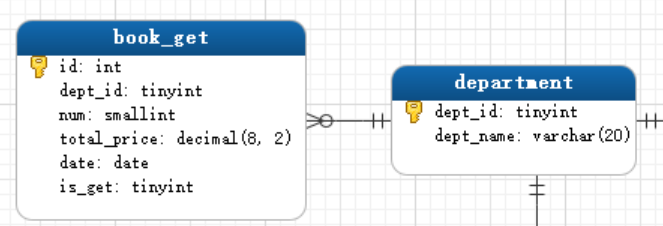 book_get
id: int
dept_id: tinyint
num: smallint
total_price: decimal(8, 2)
date: date
is_get: tinyint
department
dept_id: tinyint
dept_name: varchar(20)